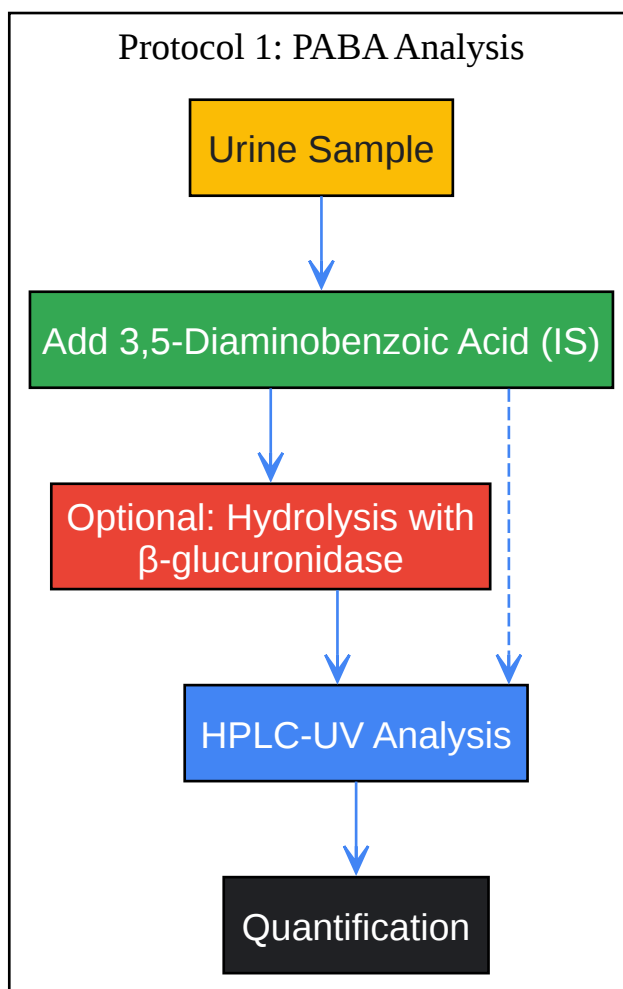 Protocol 1: PABA Analysis
Urine Sample
Add 3,5-Diaminobenzoic Acid (IS)
Optional: Hydrolysis with
β-glucuronidase
HPLC-UV Analysis
Quantification